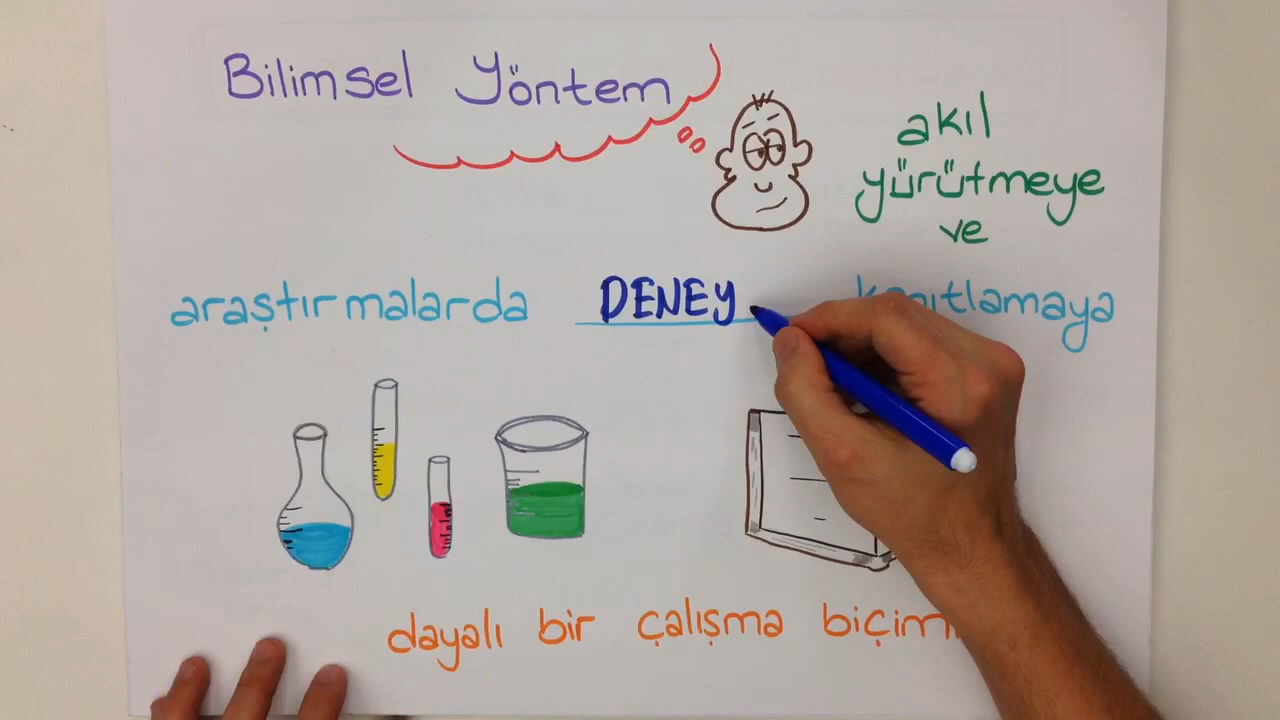 Bilimsel Yöntem
akıl
yürütmeye
ve
araştırmalarda DENEY
dayalı bir çalışma